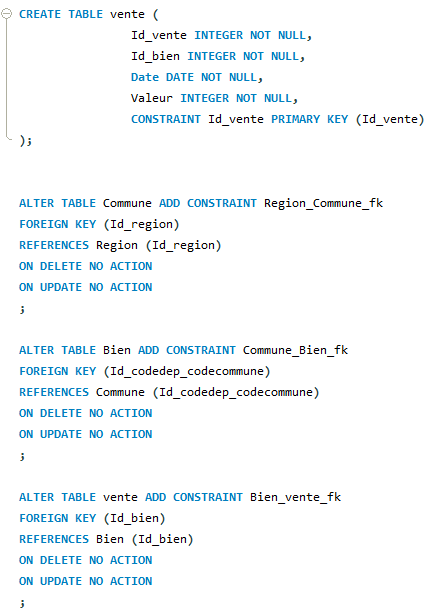 CREATE TABLE vente (
Id_vente INTEGER NOT NULL,
Id_bien INTEGER NOT NULL,
Date DATE NOT NULL,
Valeur INTEGER NOT NULL,
CONSTRAINT Id_vente PRIMARY KEY (Id_vente)
);
ALTER TABLE Commune ADD CONSTRAINT Region_Commune_fk
FOREIGN KEY (Id_region)
REFERENCES Region (Id_region)
ON DELETE NO ACTION
ON UPDATE NO ACTION
;
ALTER TABLE Bien ADD CONSTRAINT Commune_Bien_fk
FOREIGN KEY (Id_codedep_codecommune)
REFERENCES Commune (Id_codedep_codecommune)
ON DELETE NO ACTION
ON UPDATE NO ACTION
;
ALTER TABLE vente ADD CONSTRAINT Bien_vente_fk
FOREIGN KEY (Id_bien)
REFERENCES Bien (Id_bien)
ON DELETE NO ACTION
ON UPDATE NO ACTION
;